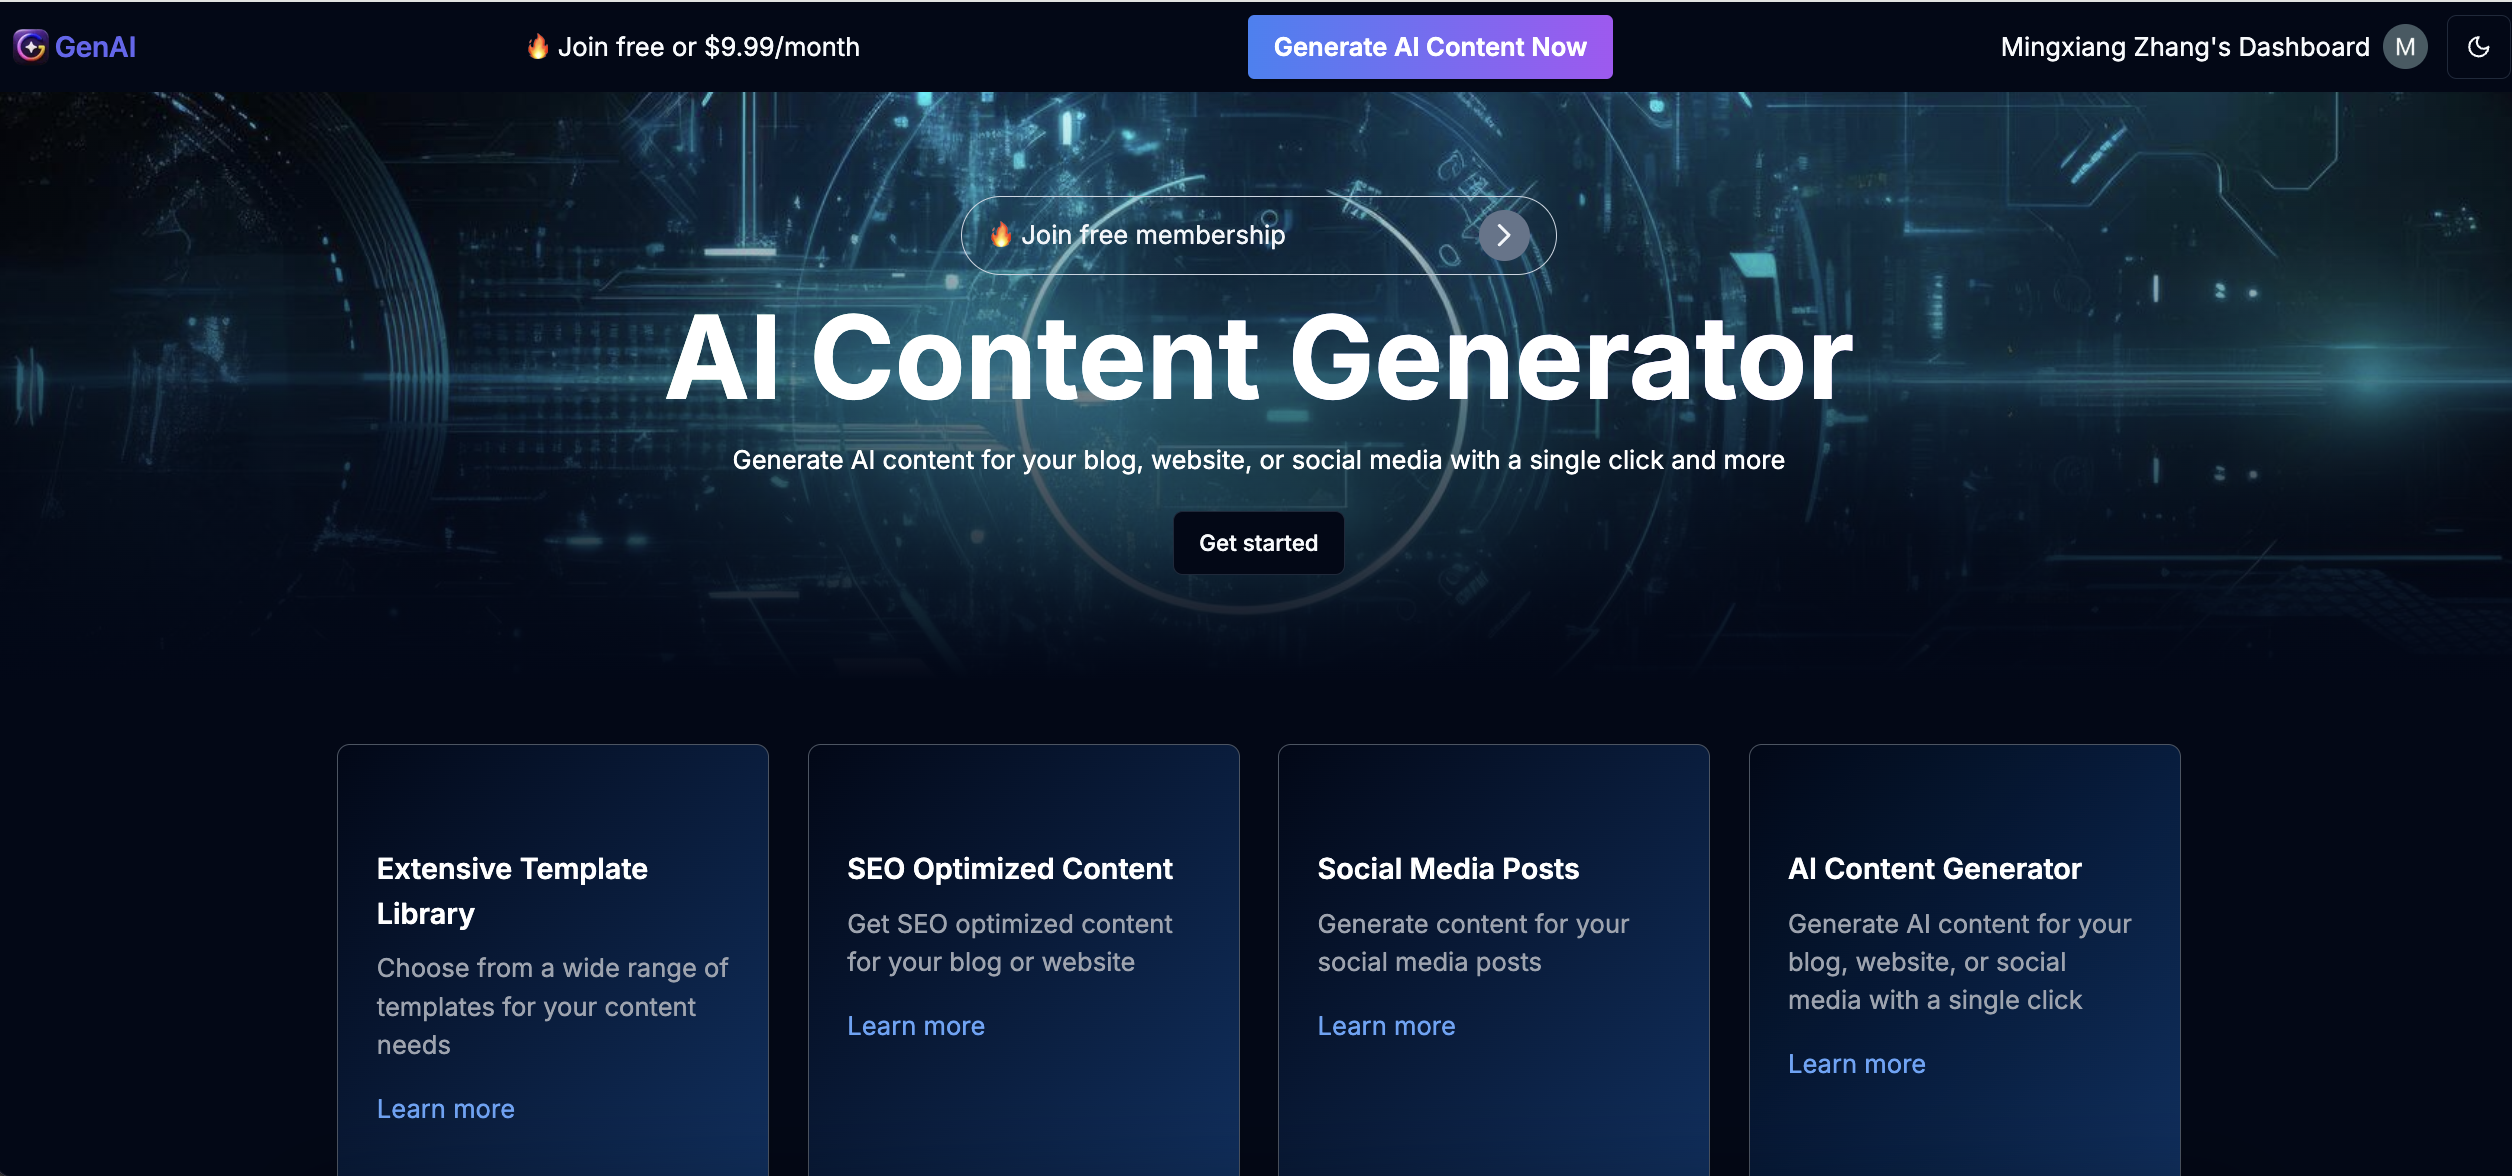 GenAI
🔥 Join free or $9.99/month
Generate AI Content Now
Mingxiang Zhang's Dashboard
M
🔥 Join free membership
AI Content Generator
Generate AI content for your blog, website, or social media with a single click and more
Get started
Extensive Template
Library
Choose from a wide range of
templates for your content
needs
Learn more
SEO Optimized Content
Get SEO optimized content
for your blog or website
Learn more
Social Media Posts
Generate content for your
social media posts
Learn more
AI Content Generator
Generate AI content for your
blog, website, or social
media with a single click
Learn more